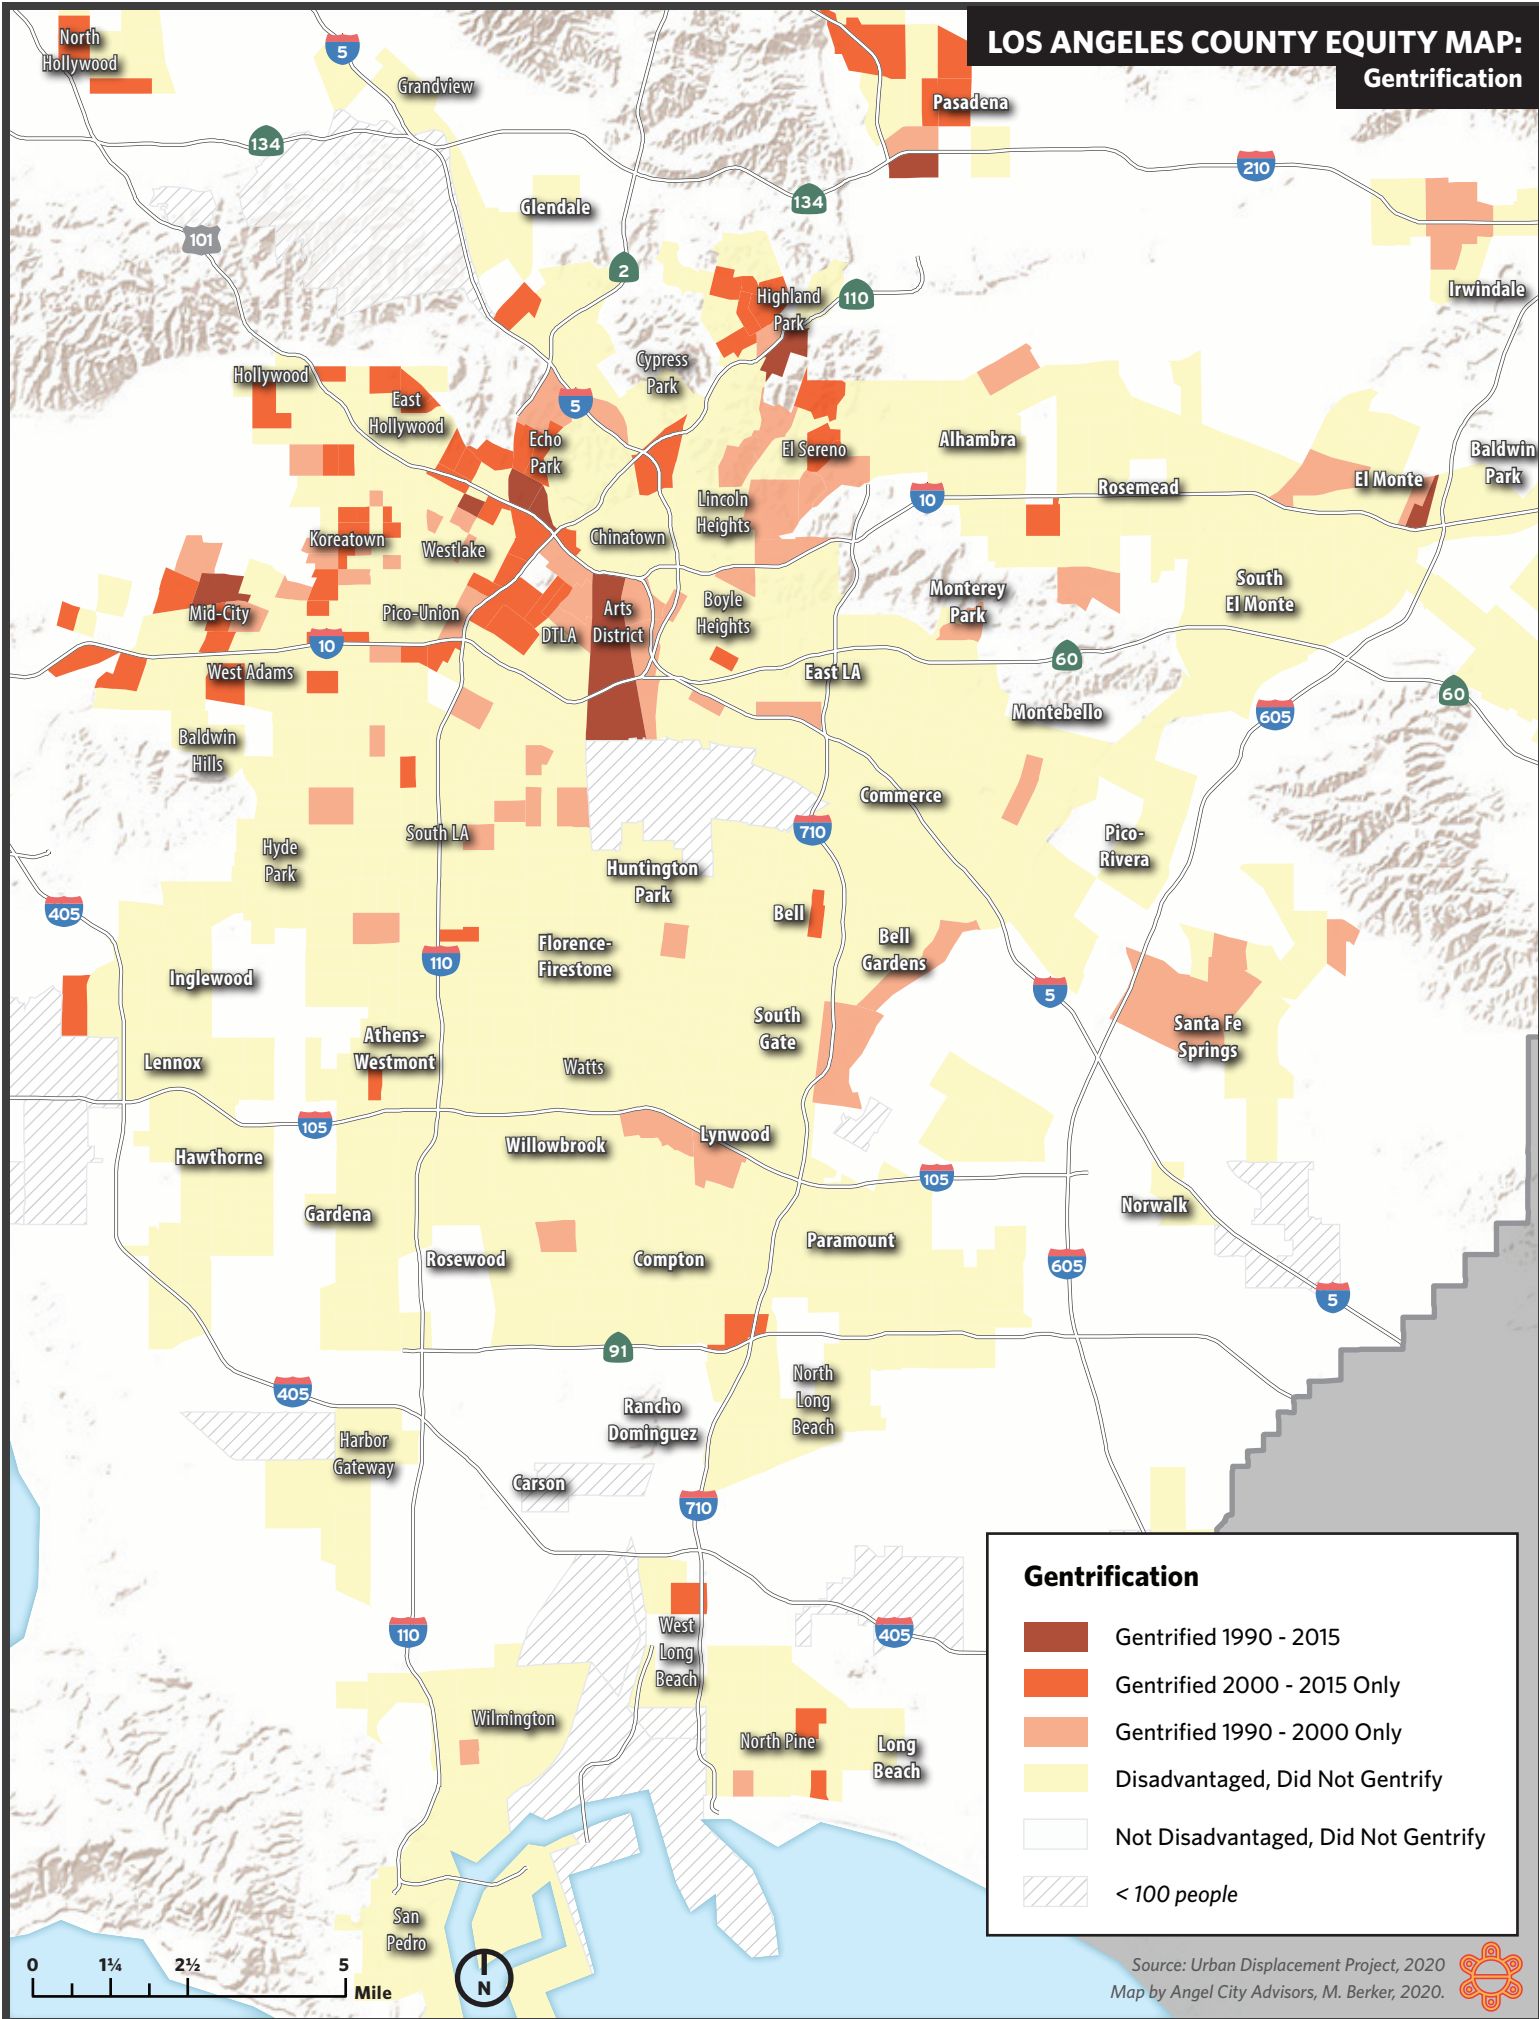 LOS ANGELES COUNTY EQUITY MAP:
Gentrification
North
Hollywood
5
Grandview
Pasadena
134
210
Glendale
134
101
2
Highland
Park
110
Irwindale
Cypress
Park
Hollywood
East
Hollywood
5
Echo
Park
El Sereno
Alhambra
Baldwin
Park
El Monte
Rosemead
10
Lincoln
Heights
Koreatown
Westlake
Chinatown
Mid-City
Pico-Union
DTLA
Arts
District
Boyle
Heights
Monterey
Park
South
El Monte
10
West Adams
East LA
60
60
605
Montebello
Baldwin
Hills
Commerce
710
South LA
Hyde
Park
Pico-
Rivera
Huntington
Park
405
Bell
Bell
Gardens
Florence-
Firestone
110
Inglewood
5
South
Gate
Santa Fe
Springs
Athens-
Westmont
Lennox
Watts
105
Willowbrook
Lynwood
Hawthorne
105
Norwalk
Gardena
Paramount
Rosewood
Compton
605
5
91
North
Long
Beach
405
Rancho
Dominguez
Harbor
Gateway
Carson
710
110
West
Long
Beach
405
Wilmington
North Pine
Long
Beach
San
Pedro
Gentrification
Gentrified 1990 - 2015
Gentrified 2000 - 2015 Only
Gentrified 1990 - 2000 Only
Disadvantaged, Did Not Gentrify
Not Disadvantaged, Did Not Gentrify
< 100 people
0 1¼ 2½ 5
Mile
N
Source: Urban Displacement Project, 2020
Map by Angel City Advisors, M. Berker, 2020.